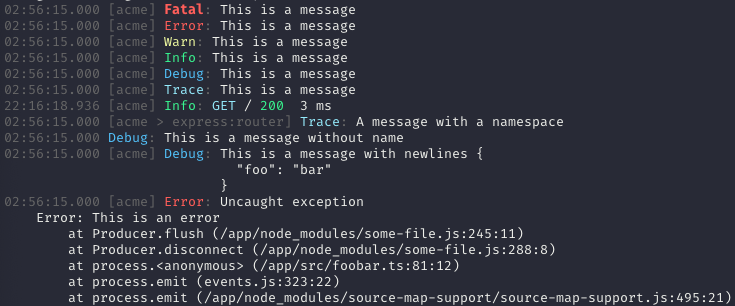 02:56:15.000 [acme] Fatal: This is a message
02:56:15.000 [acme] Error: This is a message
02:56:15.000 [acme] Warn: This is a message
02:56:15.000 [acme] Info: This is a message
02:56:15.000 [acme] Debug: This is a message
02:56:15.000 [acme] Trace: This is a message
22:16:18.936 [acme] Info: GET / 200  3 ms
02:56:15.000 [acme > express:router] Trace: A message with a namespace
02:56:15.000 Debug: This is a message without name
02:56:15.000 [acme] Debug: This is a message with newlines {
                             "foo": "bar"
                           }
02:56:15.000 [acme] Error: Uncaught exception
    Error: This is an error
        at Producer.flush (/app/node_modules/some-file.js:245:11)
        at Producer.disconnect (/app/node_modules/some-file.js:288:8)
        at process.<anonymous> (/app/src/foobar.ts:81:12)
        at process.emit (events.js:323:22)
        at process.emit (/app/node_modules/source-map-support/source-map-support.js:495:21)